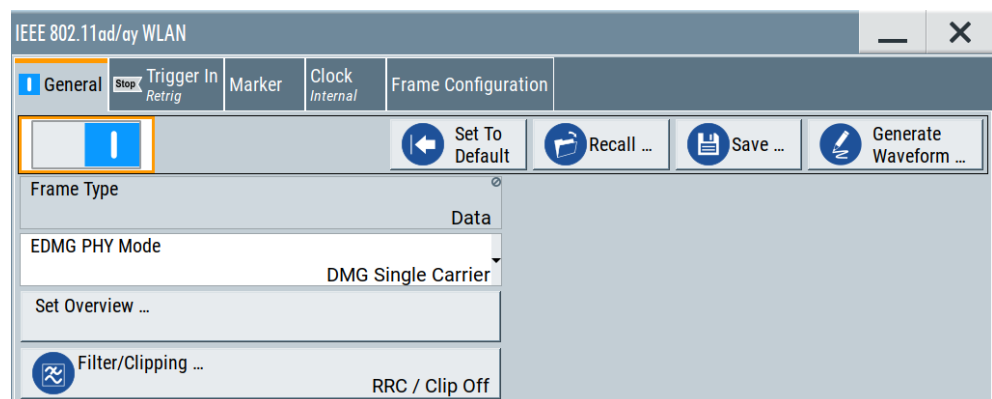 IEEE 802.11ad/ay WLAN
General
Stop
Trigger In
Retrig
Marker
Clock
Internal
Frame Configuration
Set To
Default
Recall ...
Save ...
Generate
Waveform ...
Frame Type
Data
EDMG PHY Mode
DMG Single Carrier
Set Overview ...
Filter/Clipping ...
RRC / Clip Off